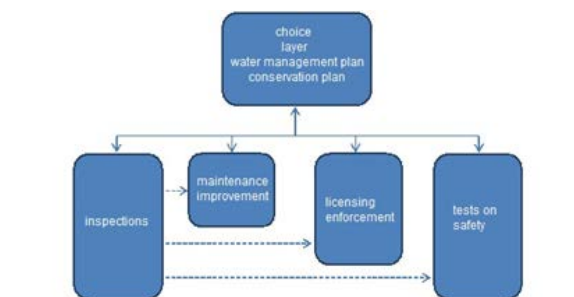 choice
layer
water management plan
conservation plan
inspections
maintenance
improvement
licensing
enforcement
tests on
safety